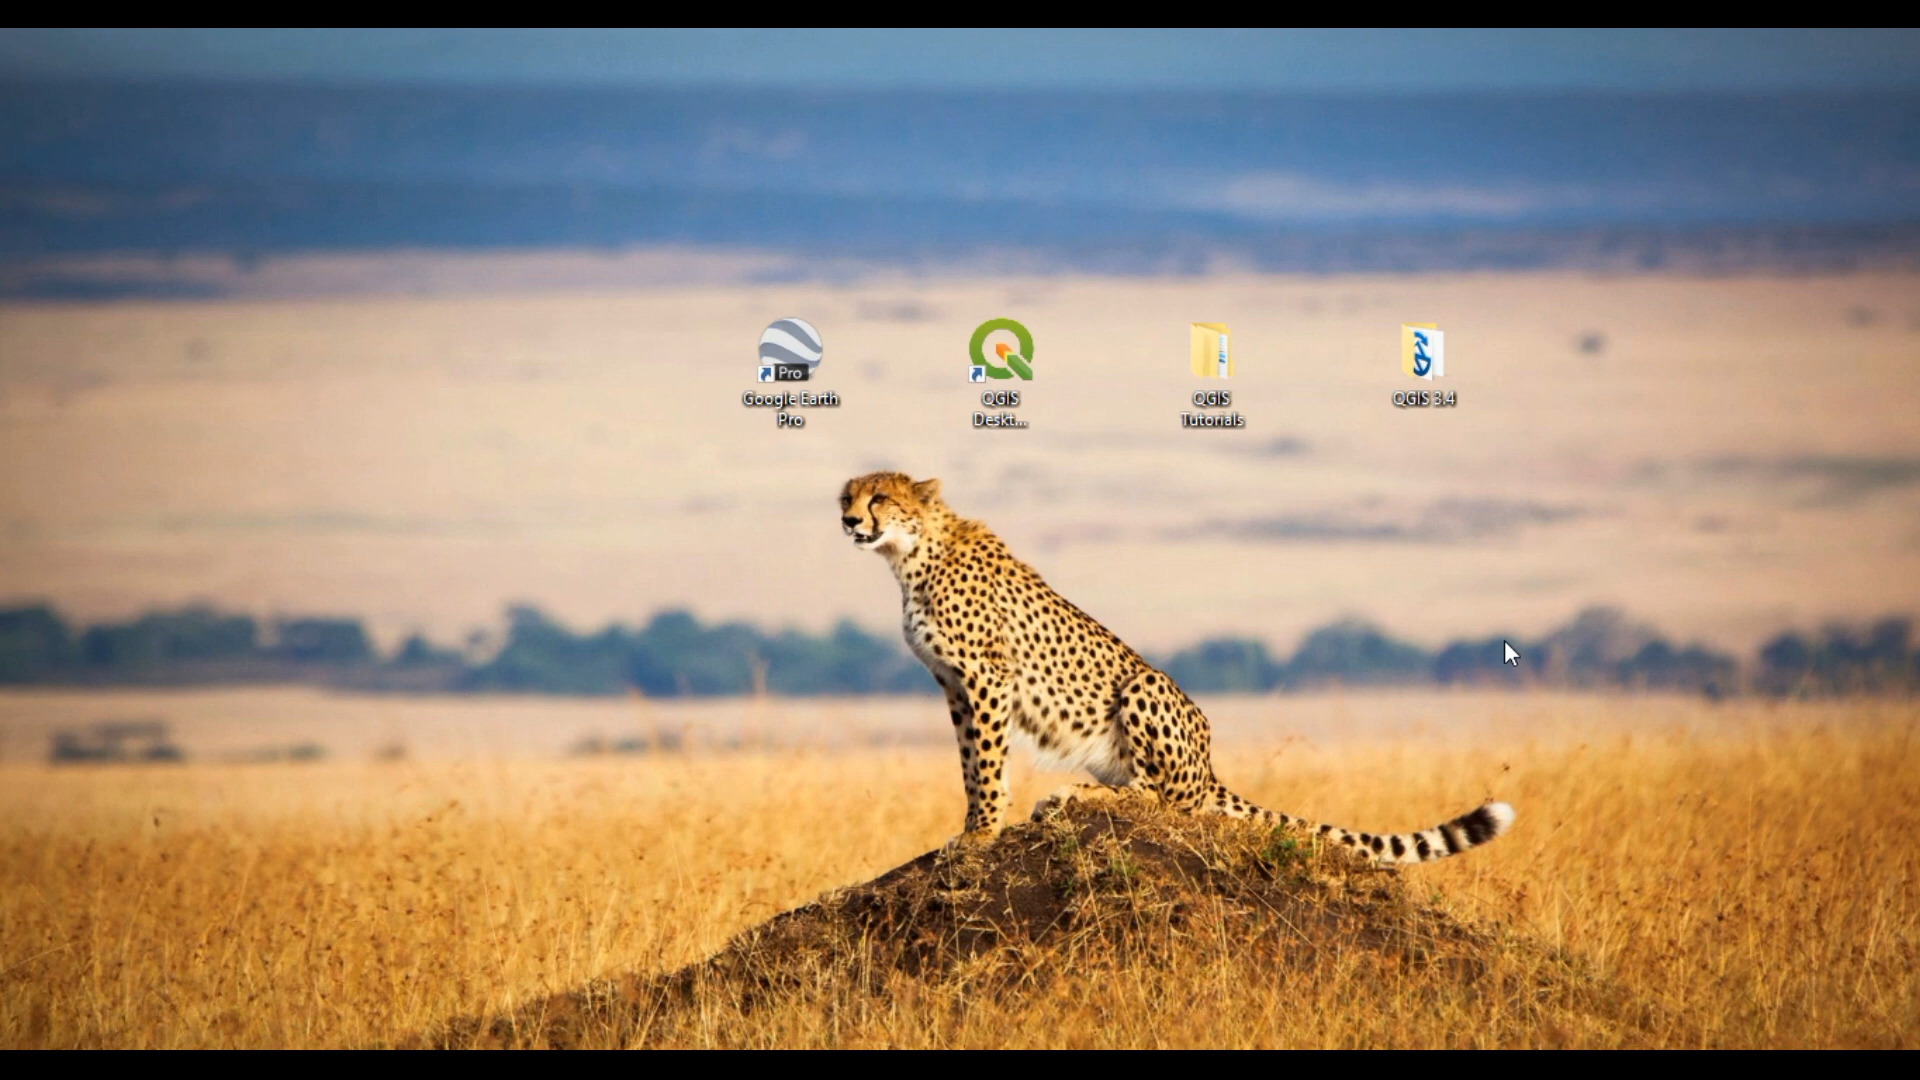 Pro
Google Earth
Pro
QGIS
Deskt...
QGIS
Tutorials
QGIS 3.4